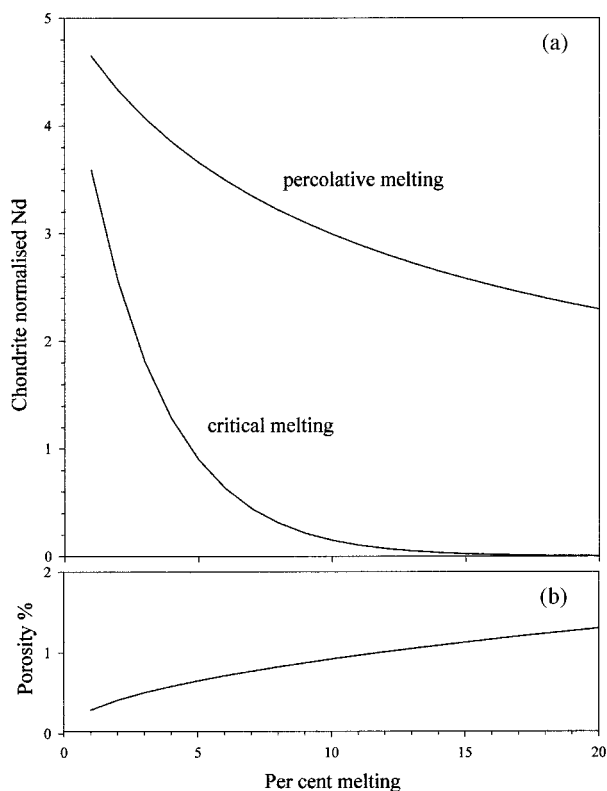 (a)
5
4
3
2
1
0
Chondrite normalised Nd
percolative melting
critical melting
(b)
2
1
0
Porosity %
0
5
10
15
20
Per cent melting